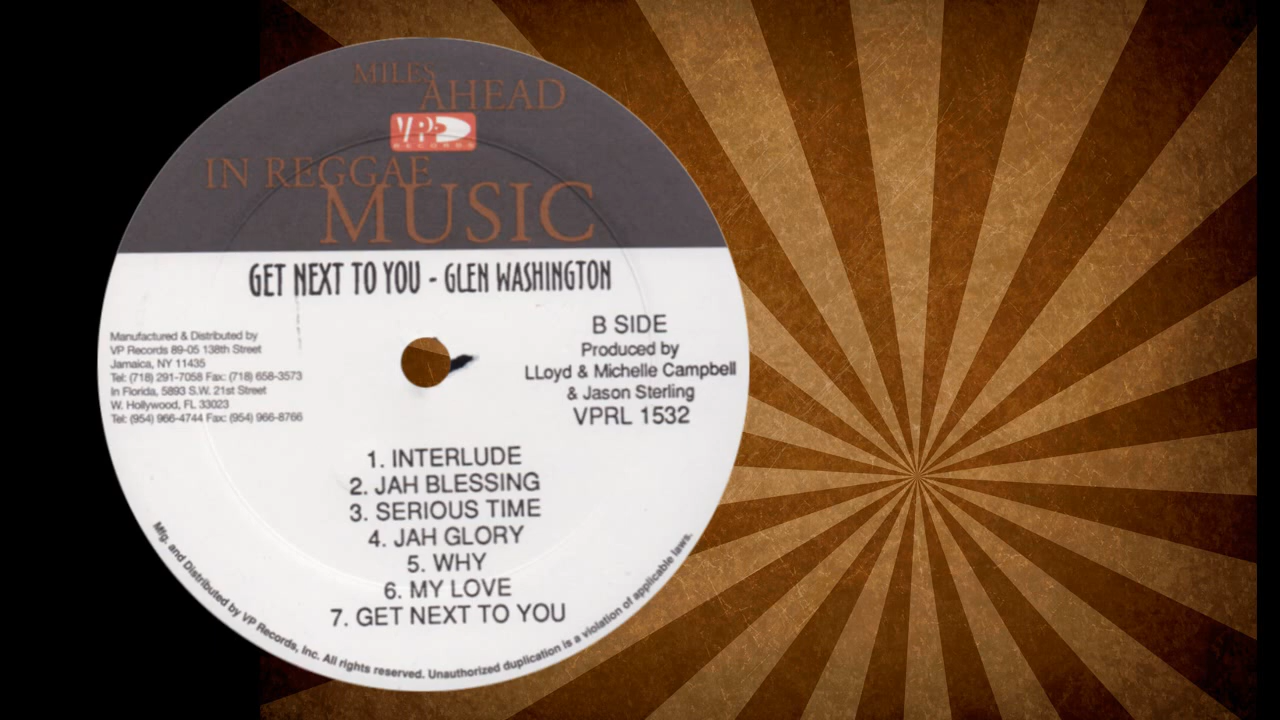 MILES
AHEAD
VP
RECORDS
IN REGGAE
MUSIC
GET NEXT TO YOU - GLEN WASHINGTON
Manufactured & Distributed by
VP Records 89-05 138th Street
Jamaica, NY 11435
Tel: (718) 291-7058 Fax: (718) 658-3573
In Florida, 5893 S.W. 21st Street
W. Hollywood, FL 33023
Tel: (954) 966-4744 Fax: (954) 966-8766
B SIDE
Produced by
LLoyd & Michelle Campbell
& Jason Sterling
VPRL 1532
1. INTERLUDE
2. JAH BLESSING
3. SERIOUS TIME
4. JAH GLORY
5. WHY
6. MY LOVE
7. GET NEXT TO YOU
Mfg. and Distributed by VP Records, Inc. All rights reserved. Unauthorized duplication is a violation of applicable laws.